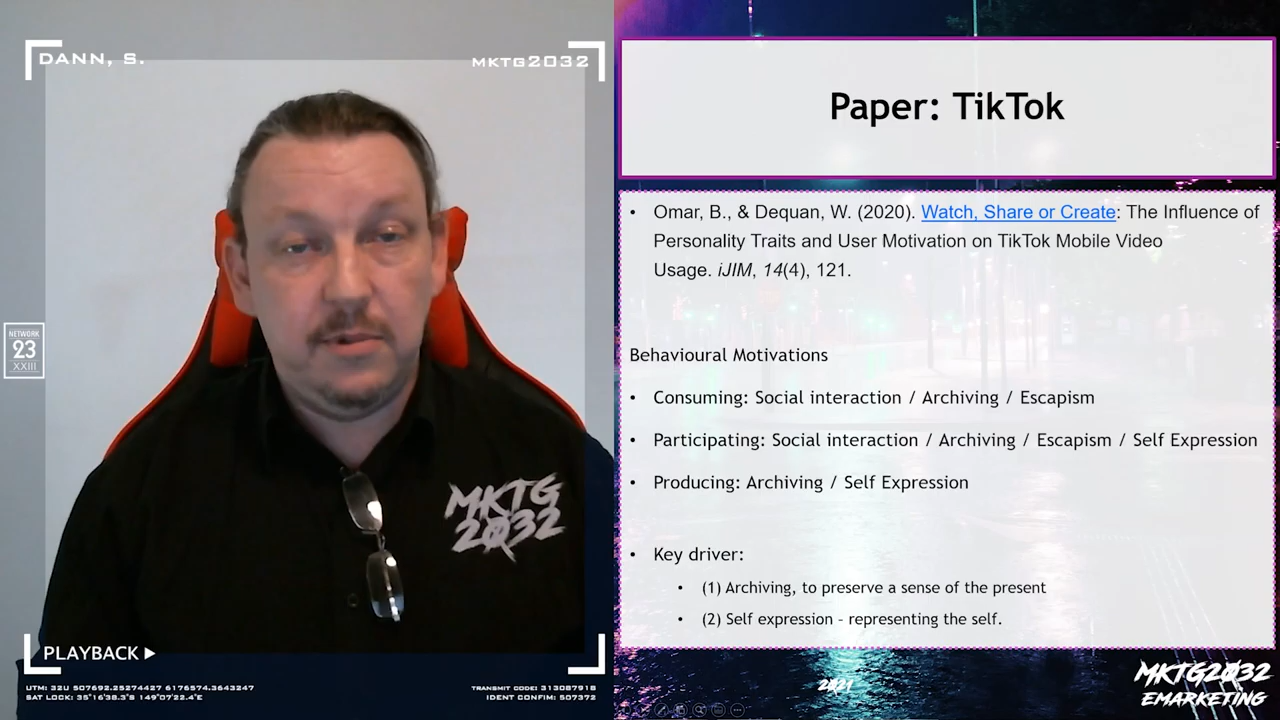 DANN, S.
MKTG2032
NETWORK
23
XXIII
MKTG
2032
PLAYBACK
UTM: 32U 507692.25274427 6176574.3643247
SAT LOCK: 35°16'38.3"S 149°07'22.4"E
TRANSMIT CODE: 313087918
IDENT CONFIM: 507372
Paper: TikTok
• Omar, B., & Dequan, W. (2020). Watch, Share or Create: The Influence of
Personality Traits and User Motivation on TikTok Mobile Video
Usage. iJIM, 14(4), 121.
Behavioural Motivations
• Consuming: Social interaction / Archiving / Escapism
• Participating: Social interaction / Archiving / Escapism / Self Expression
• Producing: Archiving / Self Expression
• Key driver:
• (1) Archiving, to preserve a sense of the present
• (2) Self expression – representing the self.
2021
MKTG2032
EMARKETING